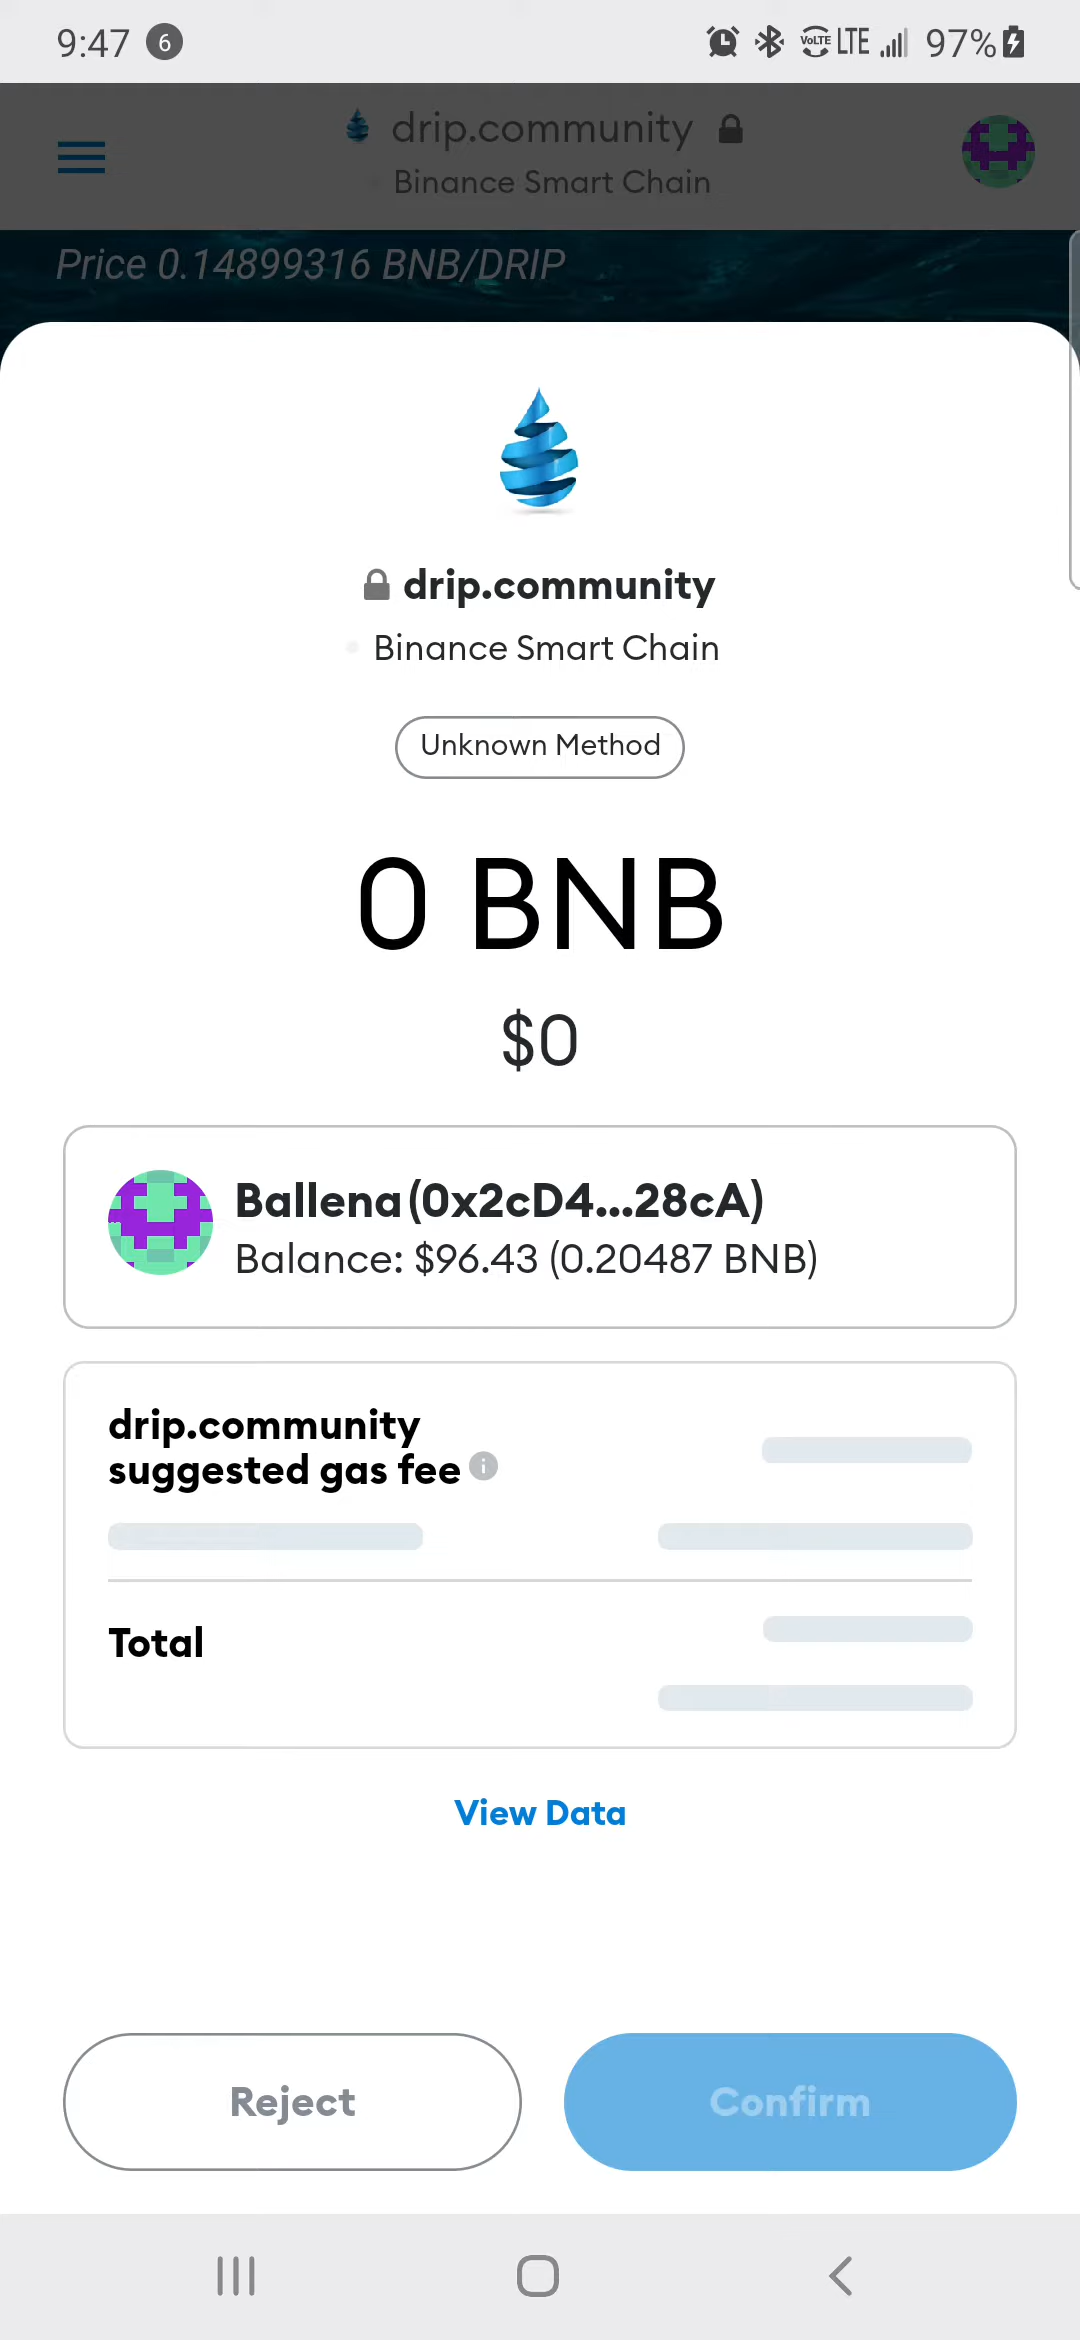 9:47 6 VoLTE LTE 97%
drip.community
Binance Smart Chain
Price 0.14899316 BNB/DRIP
drip.community
Binance Smart Chain
Unknown Method
0 BNB
$0
Ballena (0x2cD4...28cA)
Balance: $96.43 (0.20487 BNB)
drip.community
suggested gas fee i
Total
View Data
Reject Confirm